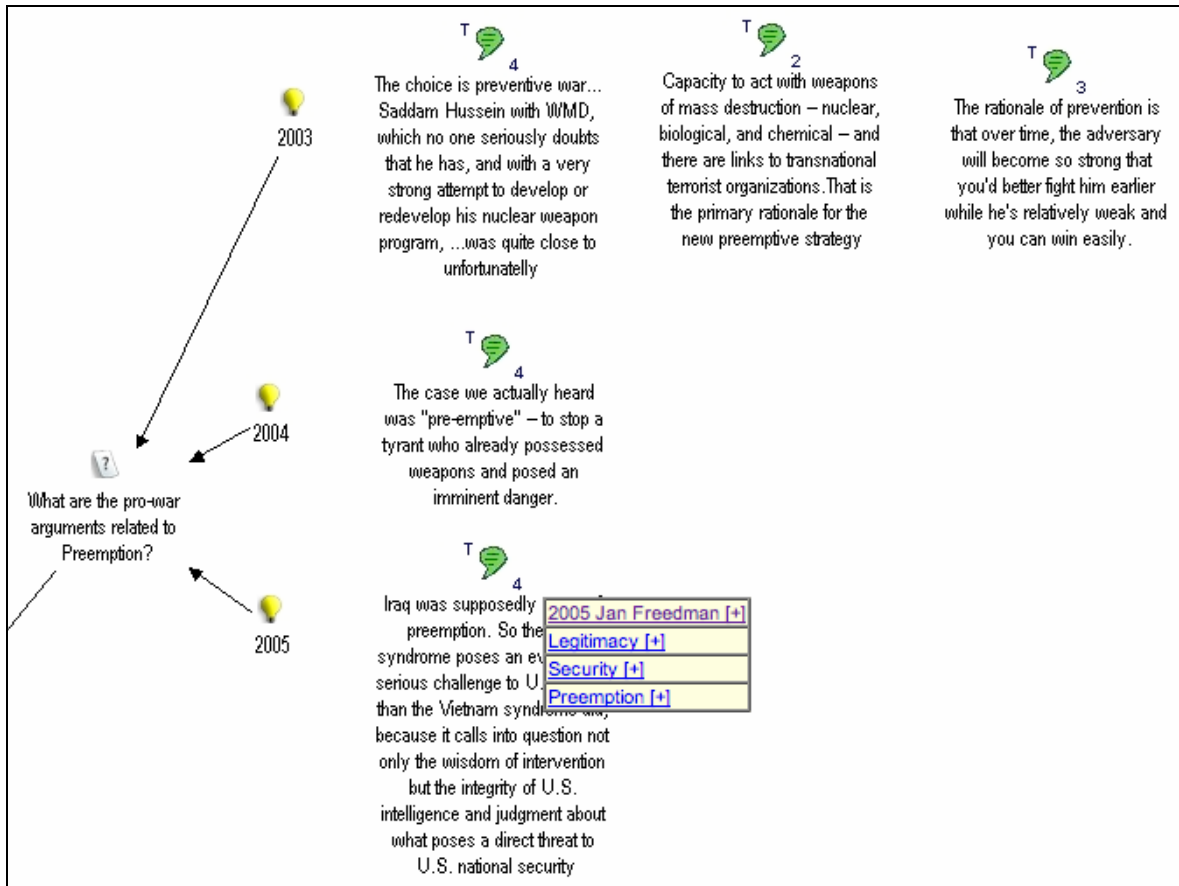 T
4
The choice is preventive war...
Saddam Hussein with WMD,
which no one seriously doubts
that he has, and with a very
strong attempt to develop or
redevelop his nuclear weapon
program, ...was quite close to
unfortunatelly
T
2
Capacity to act with weapons
of mass destruction – nuclear,
biological, and chemical – and
there are links to transnational
terrorist organizations.That is
the primary rationale for the
new preemptive strategy
T
3
The rationale of prevention is
that over time, the adversary
will become so strong that
you'd better fight him earlier
while he's relatively weak and
you can win easily.
2003
T
4
The case we actually heard
was "pre-emptive" – to stop a
tyrant who already possessed
weapons and posed an
imminent danger.
2004
?
What are the pro-war
arguments related to
Preemption?
T
4
Iraq was supposedly
preemption. So the
syndrome poses an
serious challenge to U.
than the Vietnam syndrome did,
because it calls into question not
only the wisdom of intervention
but the integrity of U.S.
intelligence and judgment about
what poses a direct threat to
U.S. national security
2005 Jan Freedman [+]
Legitimacy [+]
Security [+]
Preemption [+]
2005